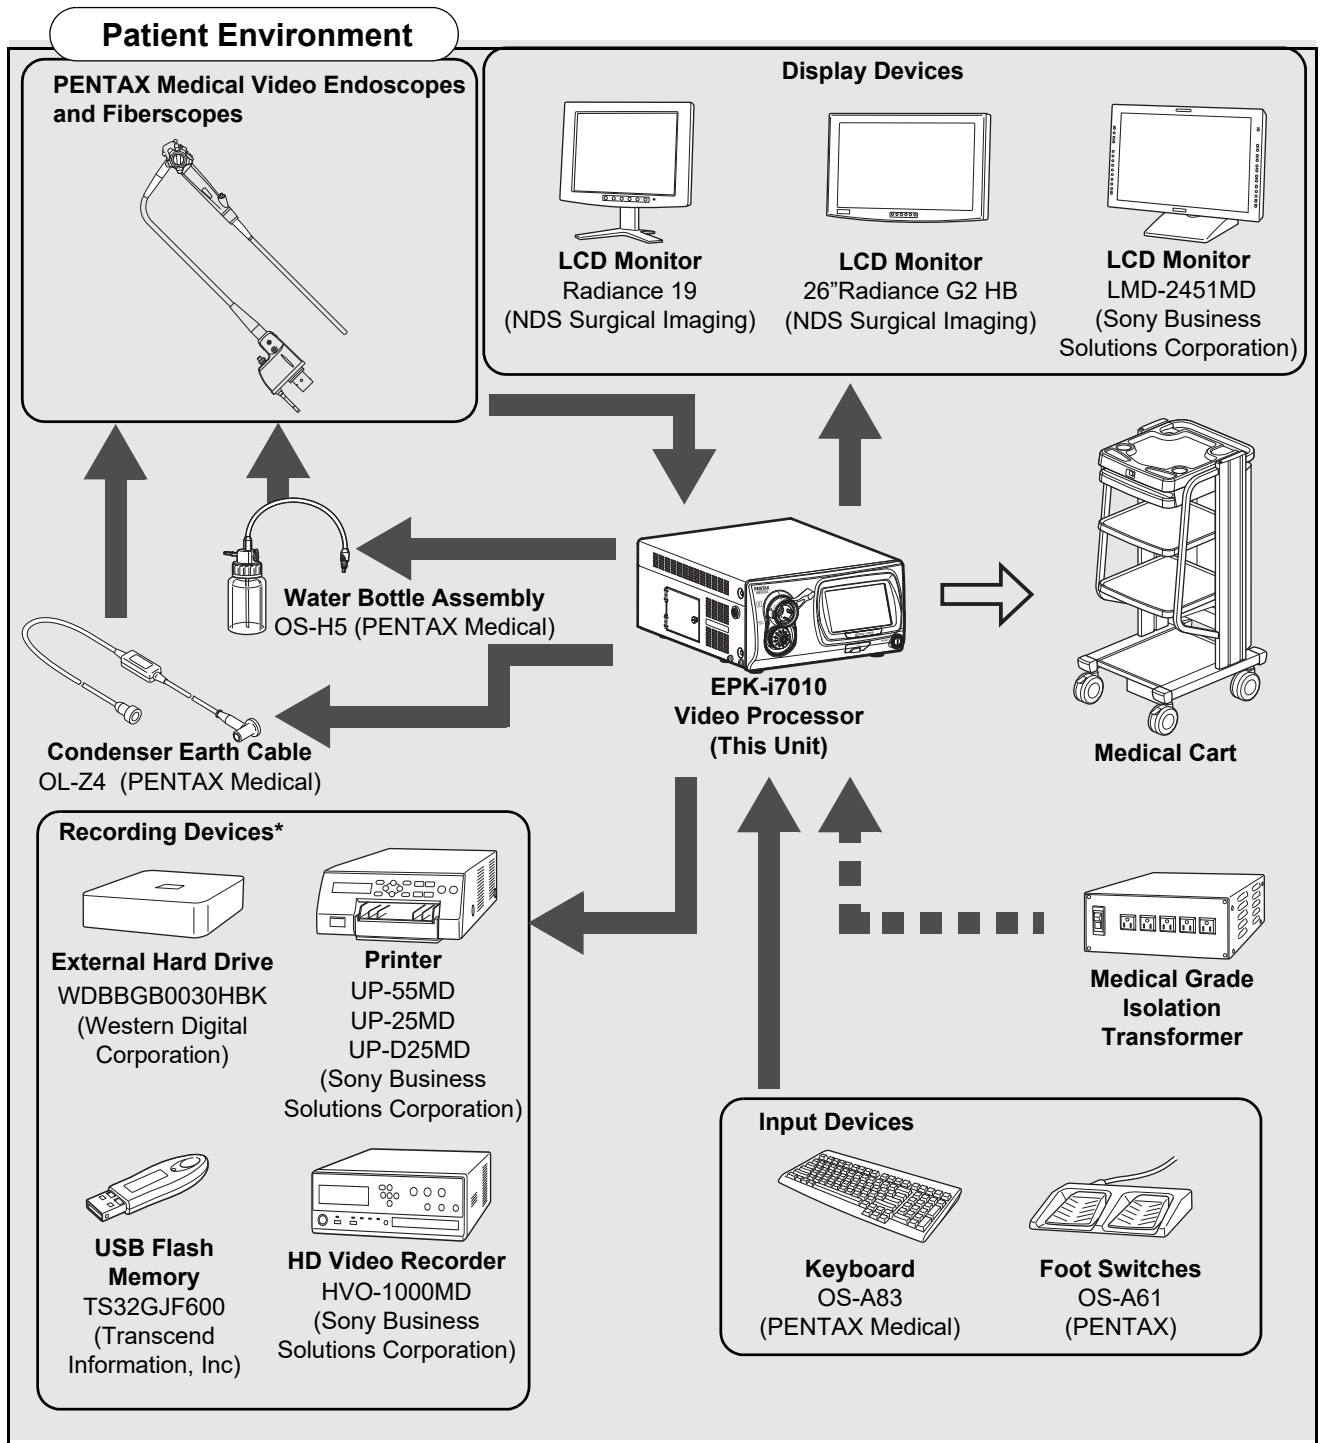 Patient Environment
PENTAX Medical Video Endoscopes
and Fiberscopes
Display Devices
LCD Monitor
Radiance 19
(NDS Surgical Imaging)
LCD Monitor
26”Radiance G2 HB
(NDS Surgical Imaging)
LCD Monitor
LMD-2451MD
(Sony Business
Solutions Corporation)
Water Bottle Assembly
OS-H5 (PENTAX Medical)
PENTAX
EPK-i7010
Video Processor
(This Unit)
Medical Cart
Condenser Earth Cable
OL-Z4 (PENTAX Medical)
Recording Devices*
External Hard Drive
WDBBGB0030HBK
(Western Digital
Corporation)
Printer
UP-55MD
UP-25MD
UP-D25MD
(Sony Business
Solutions Corporation)
USB Flash
Memory
TS32GJF600
(Transcend
Information, Inc)
HD Video Recorder
HVO-1000MD
(Sony Business
Solutions Corporation)
Medical Grade
Isolation
Transformer
Input Devices
Keyboard
OS-A83
(PENTAX Medical)
Foot Switches
OS-A61
(PENTAX)